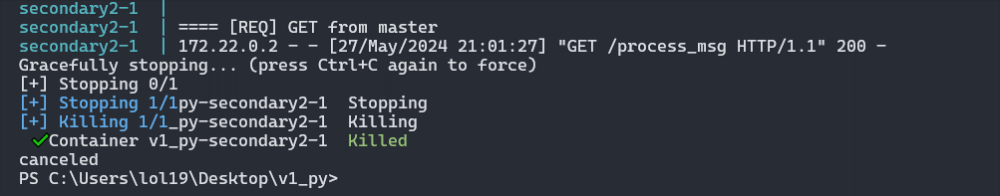 secondary2-1  |
secondary2-1  | ==== [REQ] GET from master
secondary2-1  | 172.22.0.2 - - [27/May/2024 21:01:27] "GET /process_msg HTTP/1.1" 200 -
Gracefully stopping... (press Ctrl+C again to force)
[+] Stopping 0/1
[+] Stopping 1/1py-secondary2-1  Stopping
[+] Killing 1/1_py-secondary2-1  Killing
 ✔Container v1_py-secondary2-1  Killed
canceled
PS C:\Users\lol19\Desktop\v1_py>